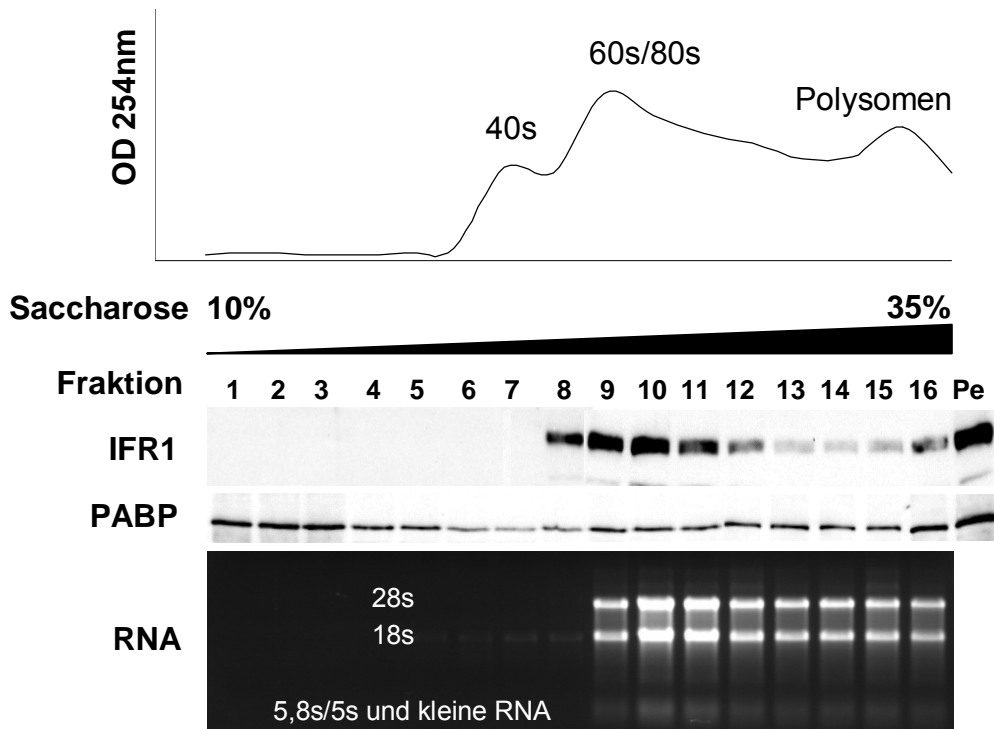 OD 254nm
40s
60s/80s
Polysomen
Saccharose 10% 35%
Fraktion 1 2 3 4 5 6 7 8 9 10 11 12 13 14 15 16 Pe
IFR1
PABP
RNA
28s
18s
5,8s/5s und kleine RNA